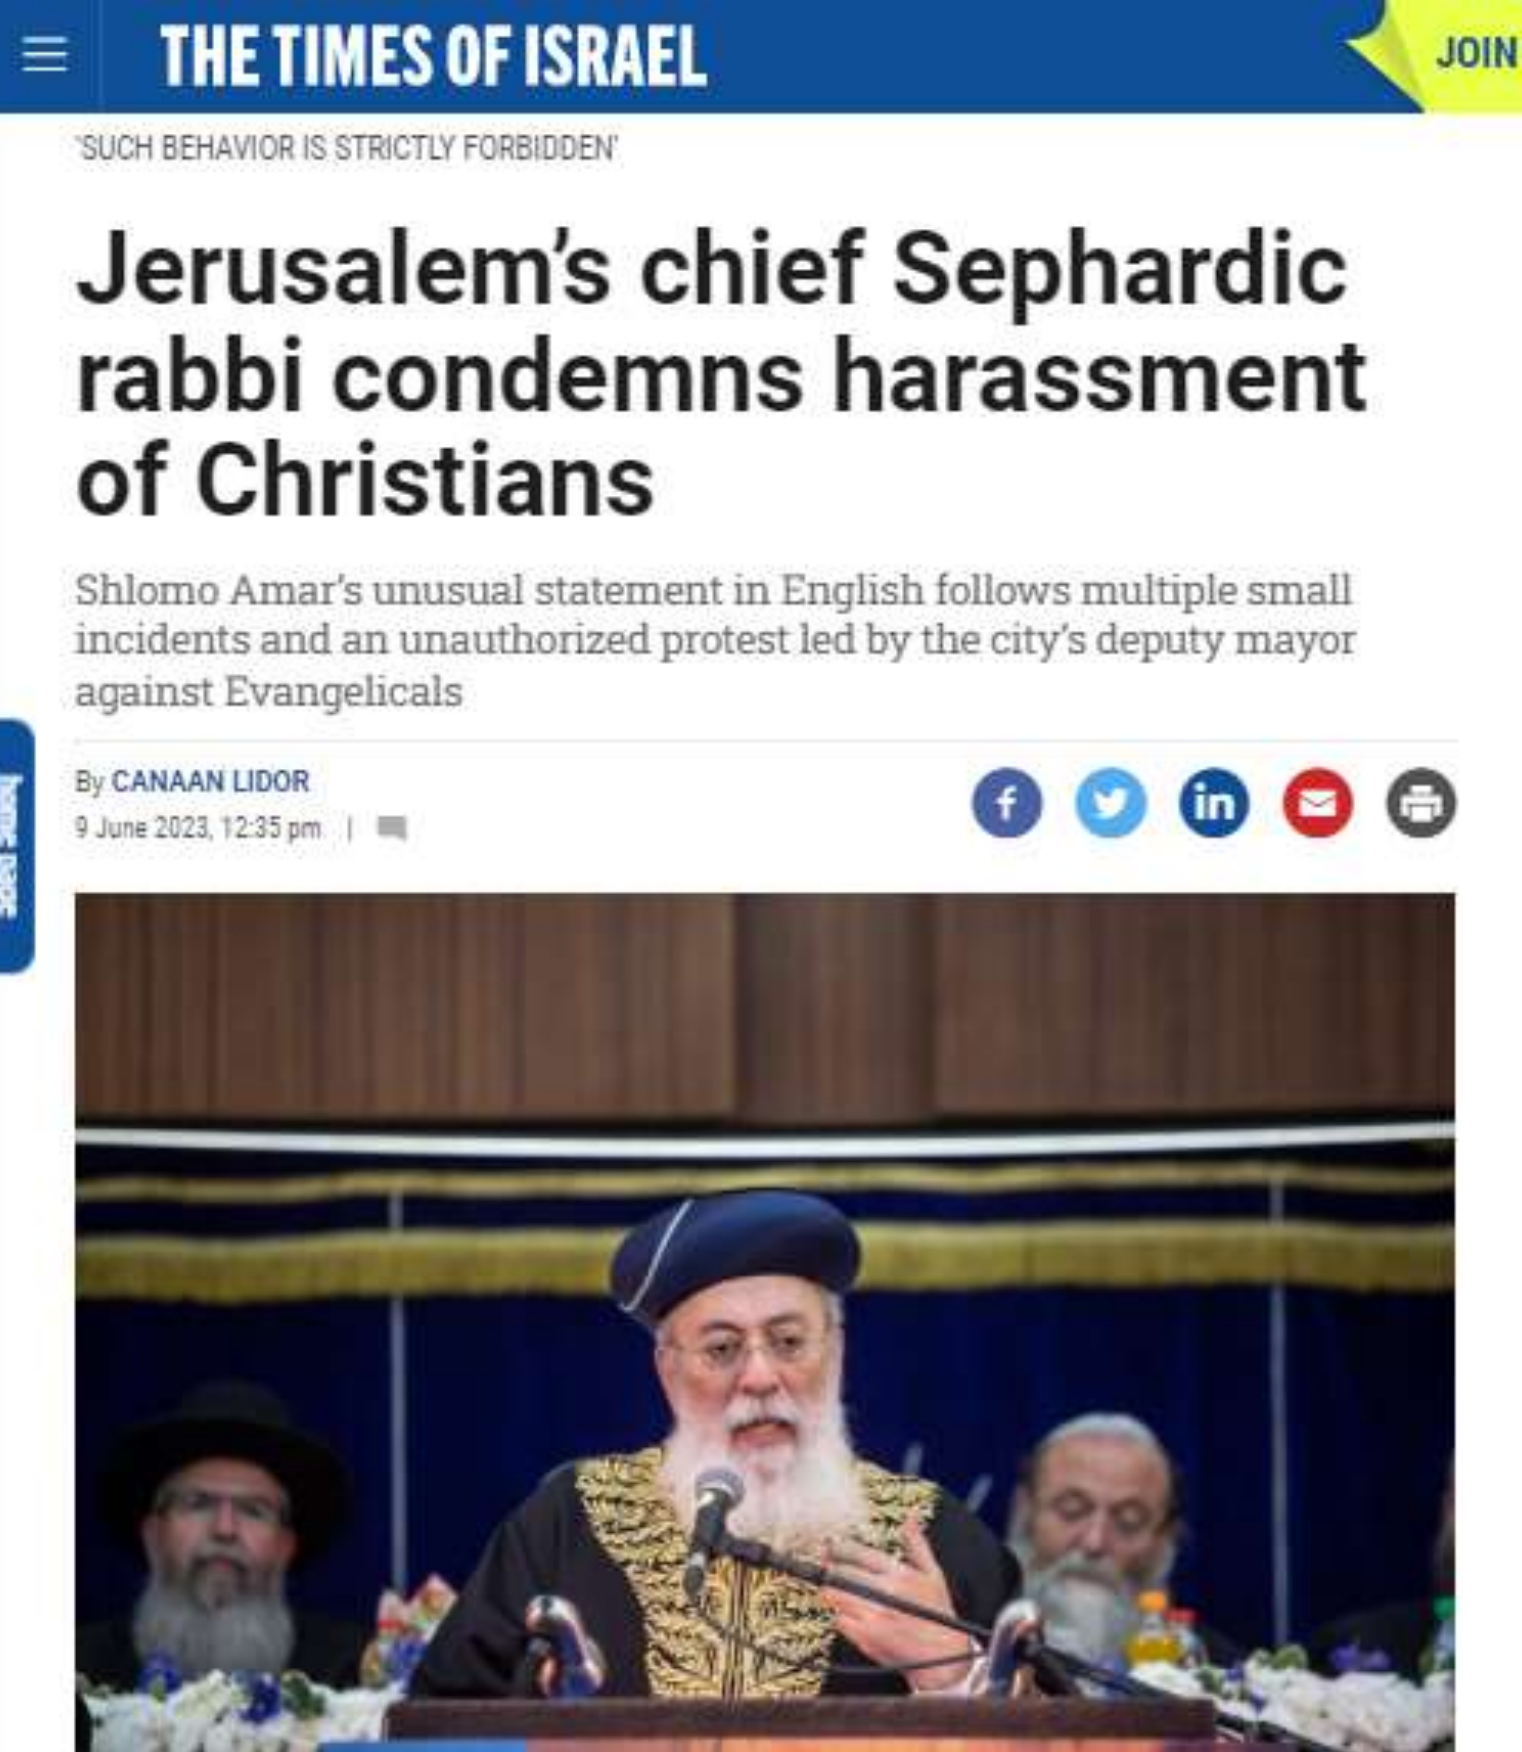 THE TIMES OF ISRAEL
JOIN
'SUCH BEHAVIOR IS STRICTLY FORBIDDEN'
Jerusalem's chief Sephardic
rabbi condemns harassment
of Christians
Shlomo Amar's unusual statement in English follows multiple small
incidents and an unauthorized protest led by the city's deputy mayor
against Evangelicals
By CANAAN LIDOR
9 June 2023, 12:35 pm |